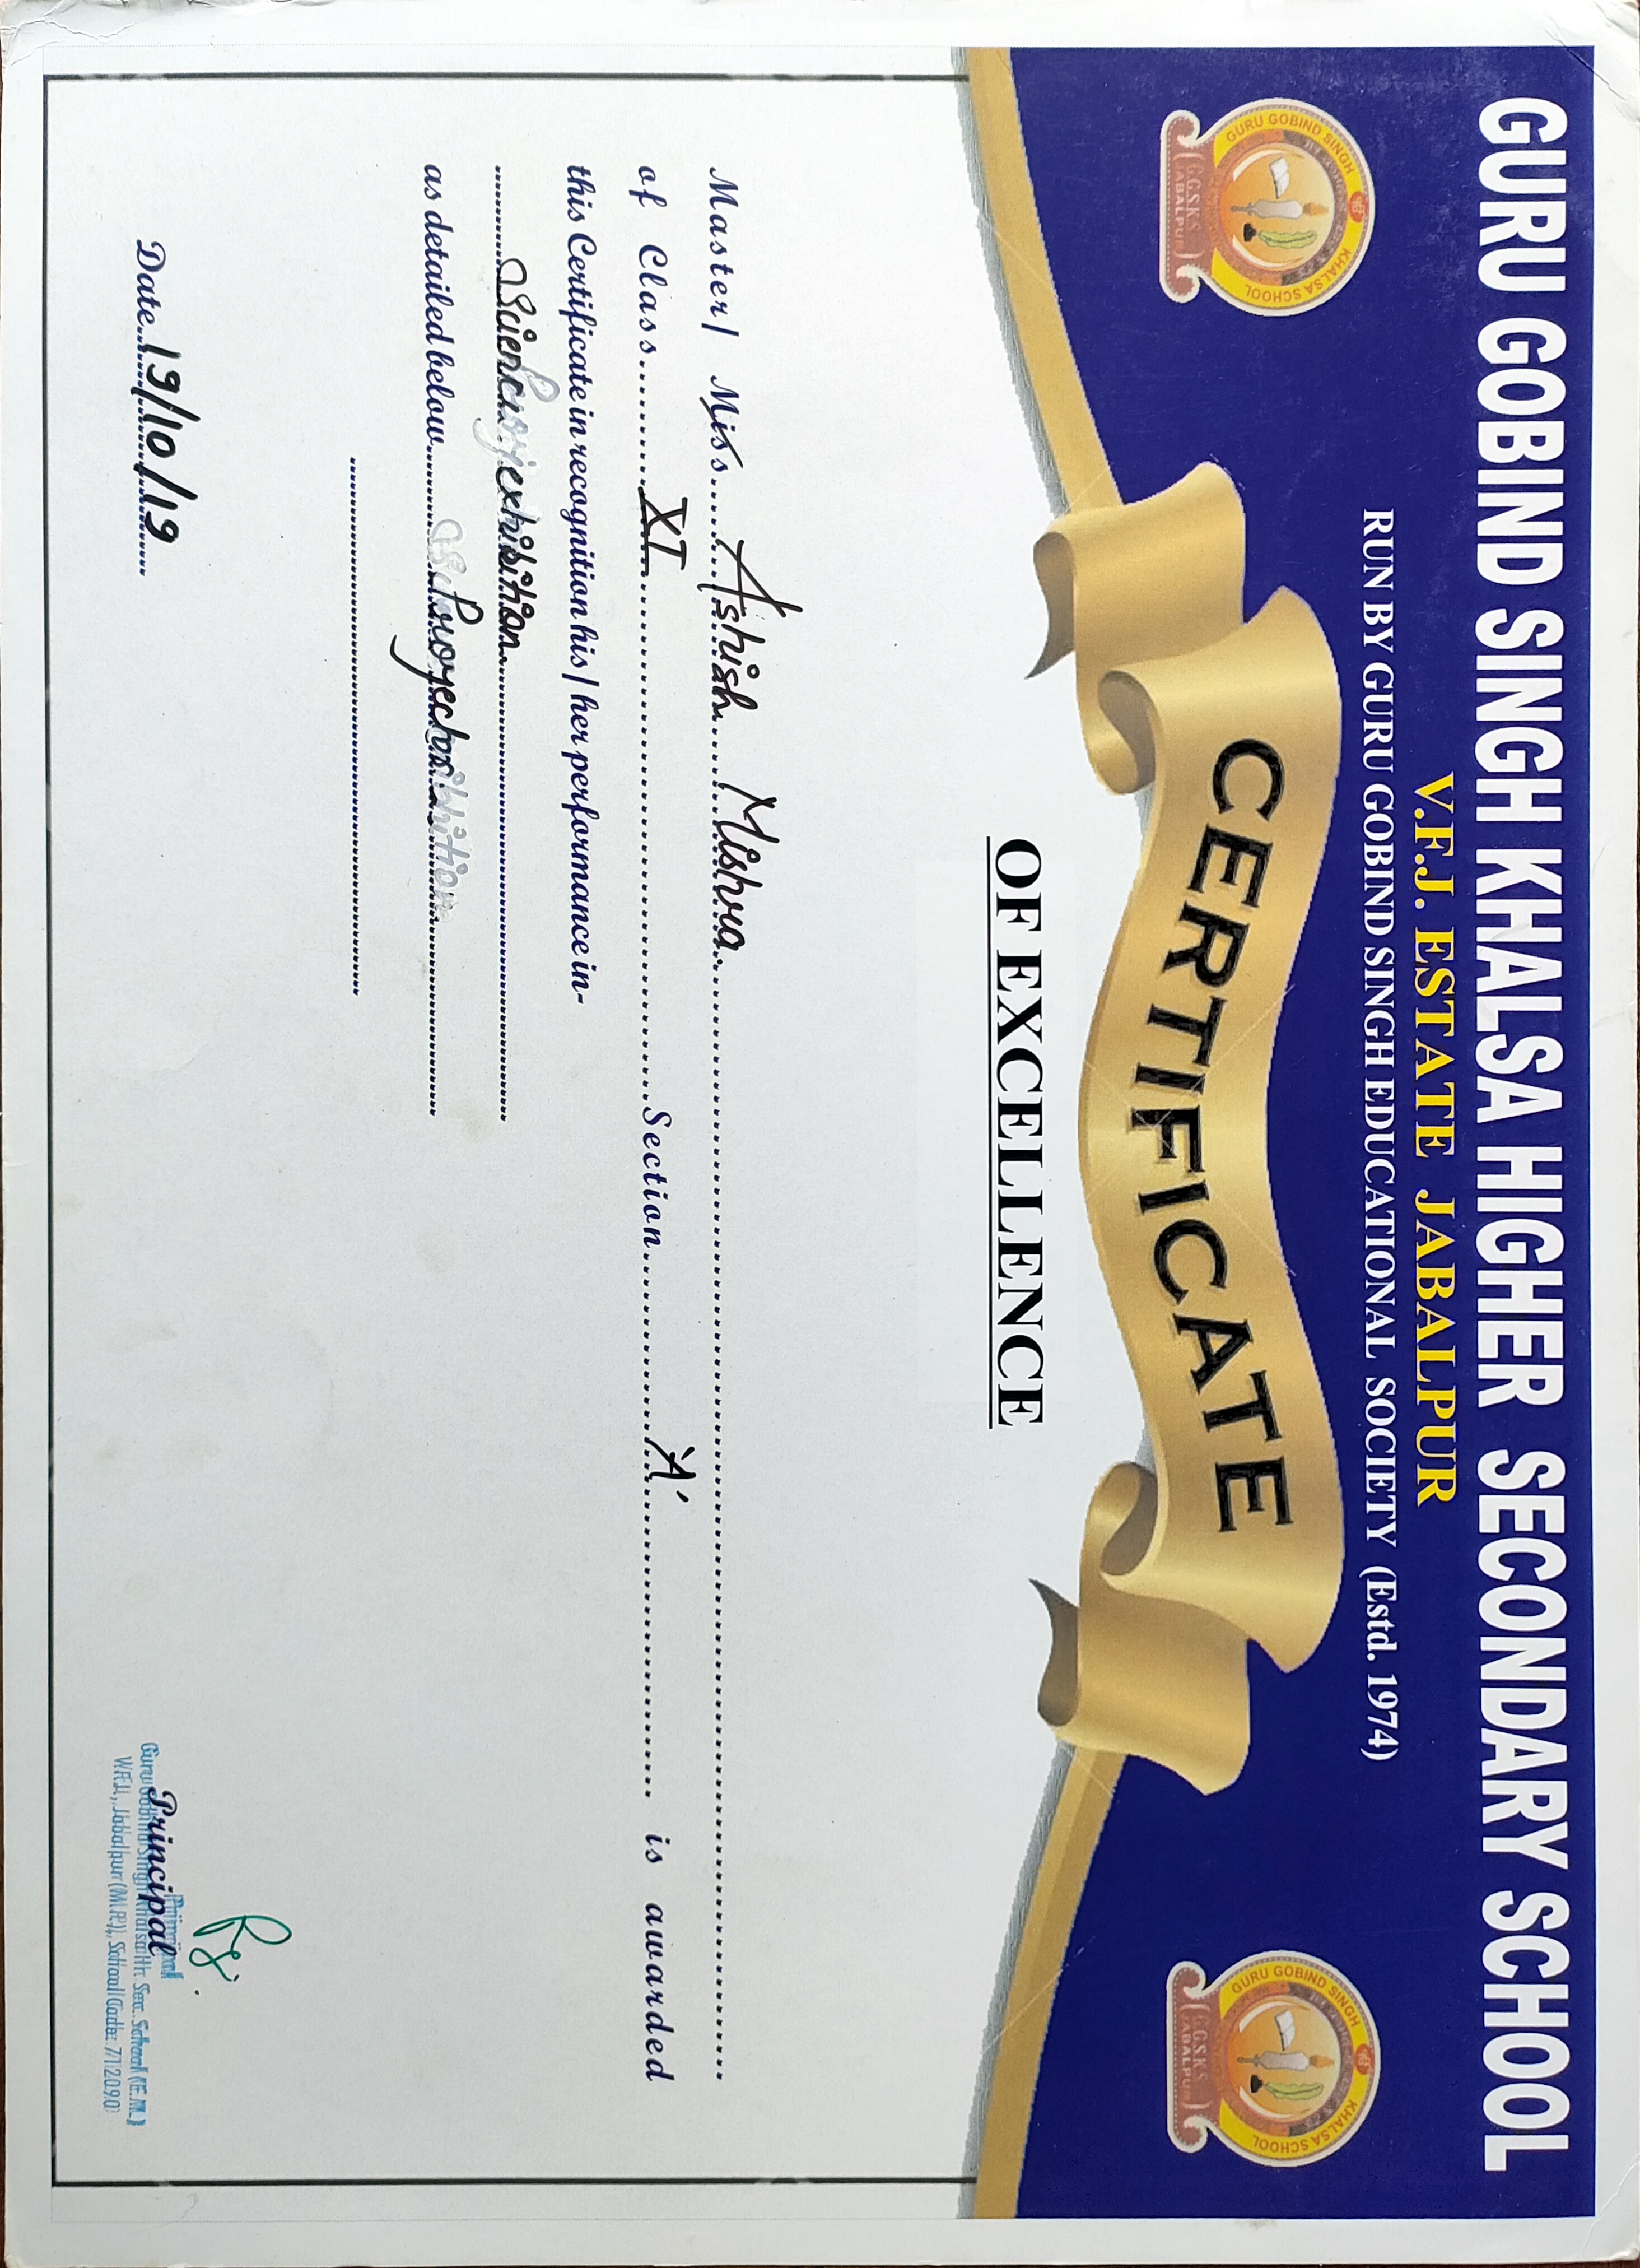 GURU GOBIND SINGH KHALSA HIGHER SECONDARY SCHOOL
V.F.J. ESTATE JABALPUR
RUN BY GURU GOBIND SINGH EDUCATIONAL SOCIETY (Estd. 1974)
GURU GOBIND SINGH KHALSA SCHOOL
G.G.S.K.S.
JABALPUR
GURU GOBIND SINGH KHALSA SCHOOL
G.G.S.K.S.
JABALPUR
CERTIFICATE
OF EXCELLENCE
Master/ Miss Ashish Mishra.
of Class XI Section 'A' is awarded
this Certificate in recognition his / her performance in-
Science exhibition.
as detailed below Proyector.
Date 19/10/19
Principal
Principal
Guru Gobind Singh Khalsa Hr. Sec. School (E.M.)
V.F.J., Jabalpur (M.P.), School Code: 712090